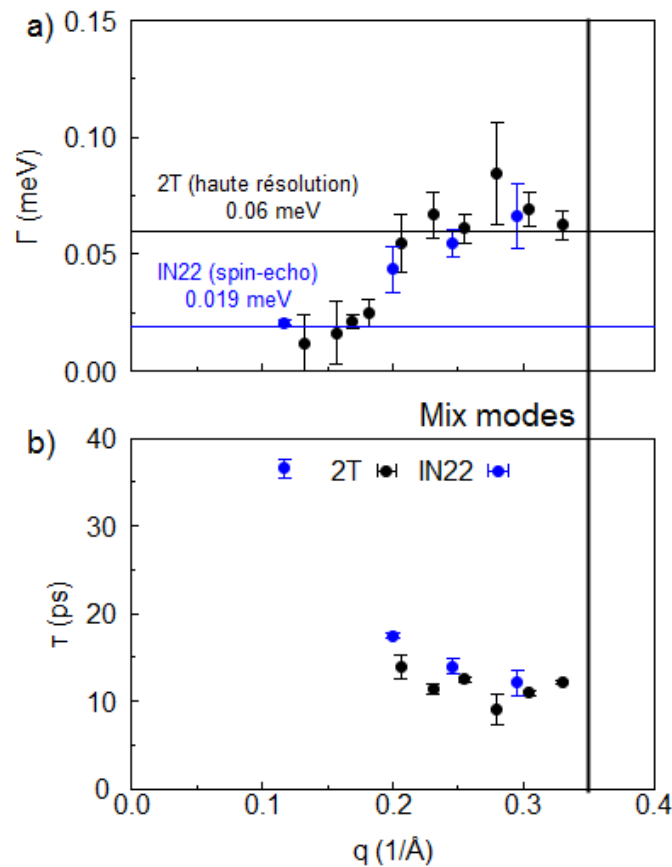 a)
0.15
0.10
0.05
0.00
Γ (meV)
2T (haute résolution)
0.06 meV
IN22 (spin-echo)
0.019 meV
Mix modes
b)
40
30
20
10
0
τ (ps)
2T
IN22
0.0
0.1
0.2
0.3
0.4
q (1/Å)